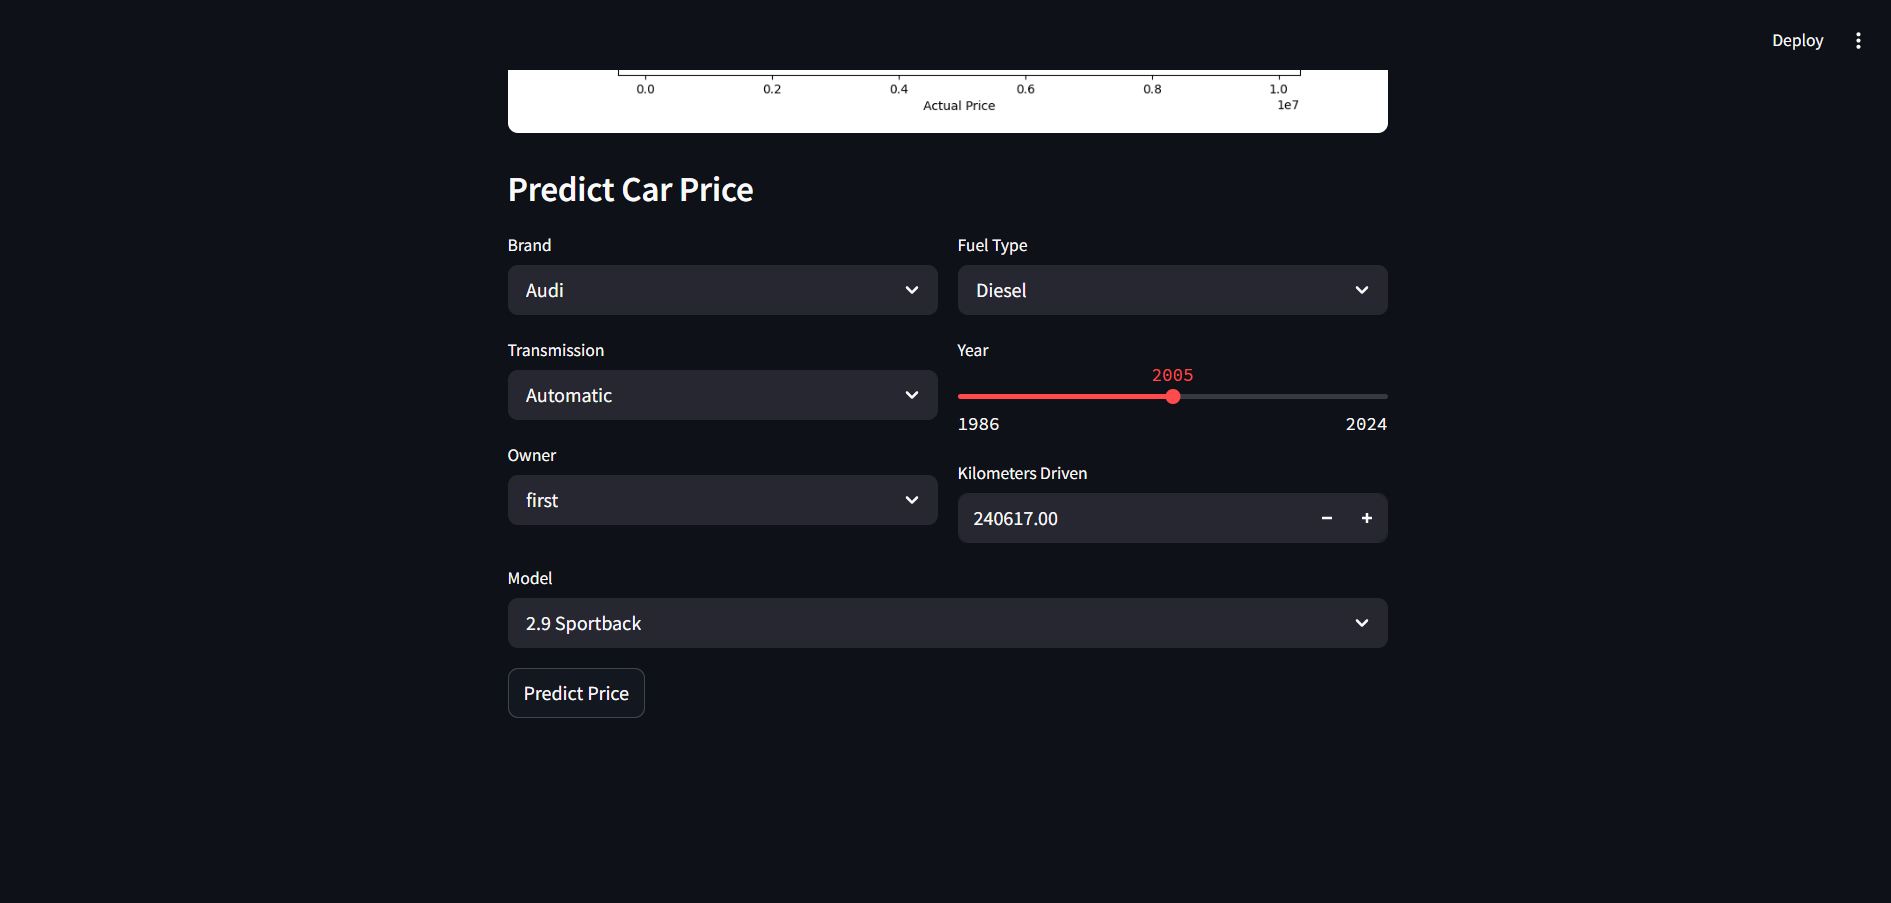 Deploy
0.0 0.2 0.4 0.6 0.8 1.0
Actual Price 1e7
Predict Car Price
Brand
Audi
Fuel Type
Diesel
Transmission
Automatic
Year
2005
1986 2024
Owner
first
Kilometers Driven
240617.00
Model
2.9 Sportback
Predict Price